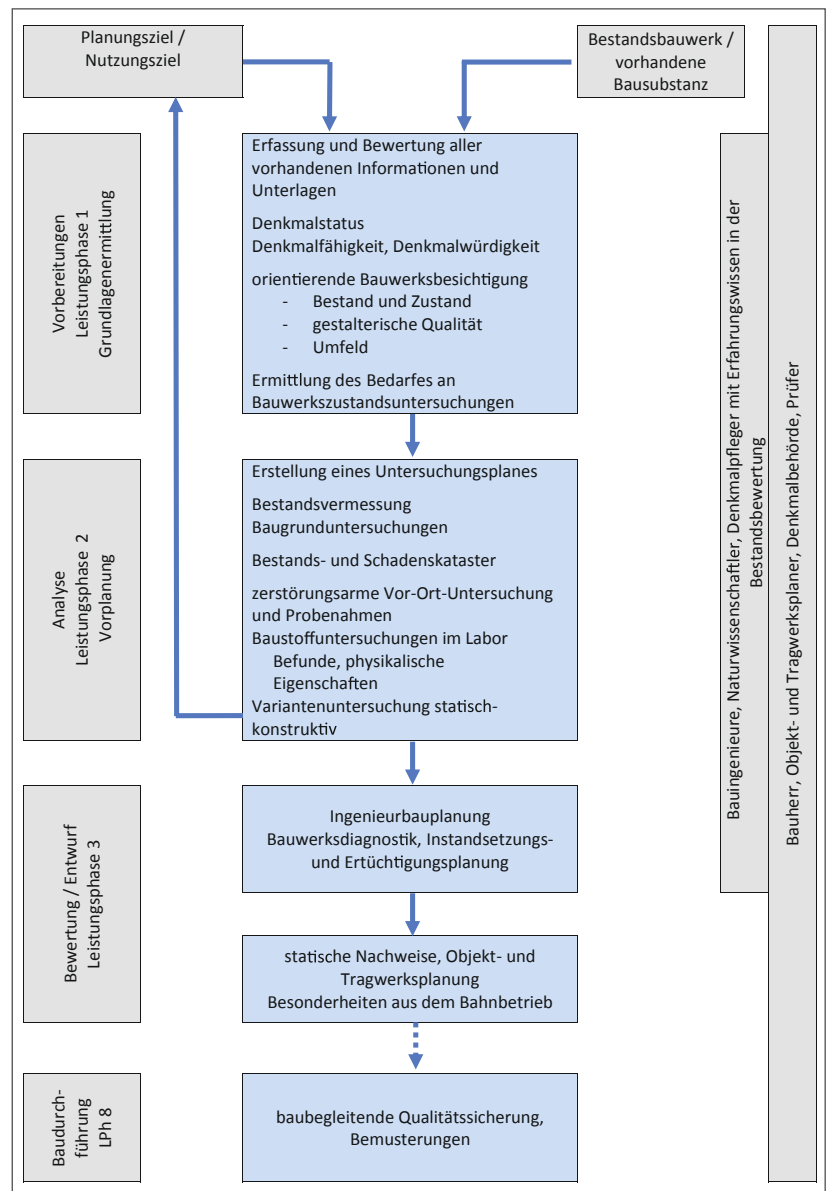 Planungsziel /
Nutzungsziel
Bestandsbauwerk /
vorhandene
Bausubstanz
Vorbereitungen
Leistungsphase 1
Grundlagenermittlung
Erfassung und Bewertung aller
vorhandenen Informationen und
Unterlagen
Denkmalstatus
Denkmalfähigkeit, Denkmalwürdigkeit
orientierende Bauwerksbesichtigung
- Bestand und Zustand
- gestalterische Qualität
- Umfeld
Ermittlung des Bedarfes an
Bauwerkszustandsuntersuchungen
Analyse
Leistungsphase 2
Vorplanung
Erstellung eines Untersuchungsplanes
Bestandsvermessung
Baugrunduntersuchungen
Bestands- und Schadenskataster
zerstörungsarme Vor-Ort-Untersuchung
und Probenahmen
Baustoffuntersuchungen im Labor
Befunde, physikalische
Eigenschaften
Variantenuntersuchung statisch-
konstruktiv
Bewertung / Entwurf
Leistungsphase 3
Ingenieurbauplanung
Bauwerksdiagnostik, Instandsetzungs-
und Ertüchtigungsplanung
statische Nachweise, Objekt- und
Tragwerksplanung
Besonderheiten aus dem Bahnbetrieb
Baudurch-
führung
LPh 8
baubegleitende Qualitätssicherung,
Bemusterungen
Bauingenieure, Naturwissenschaftler, Denkmalpfleger mit Erfahrungswissen in der
Bestandsbewertung
Bauherr, Objekt- und Tragwerksplaner, Denkmalbehörde, Prüfer